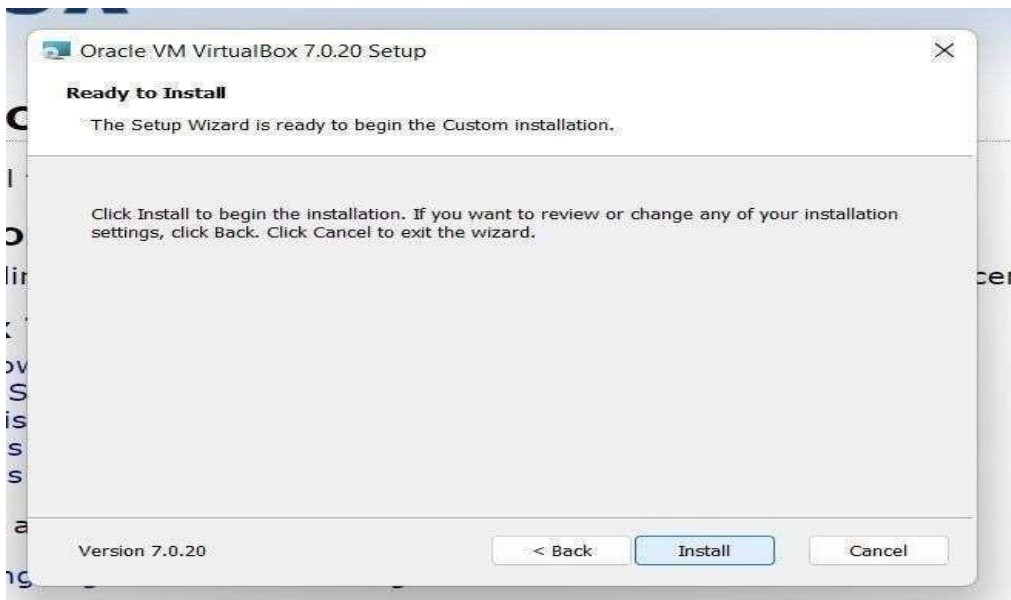 Oracle VM VirtualBox 7.0.20 Setup
Ready to Install
The Setup Wizard is ready to begin the Custom installation.
Click Install to begin the installation. If you want to review or change any of your installation
settings, click Back. Click Cancel to exit the wizard.
Version 7.0.20
< Back
Install
Cancel